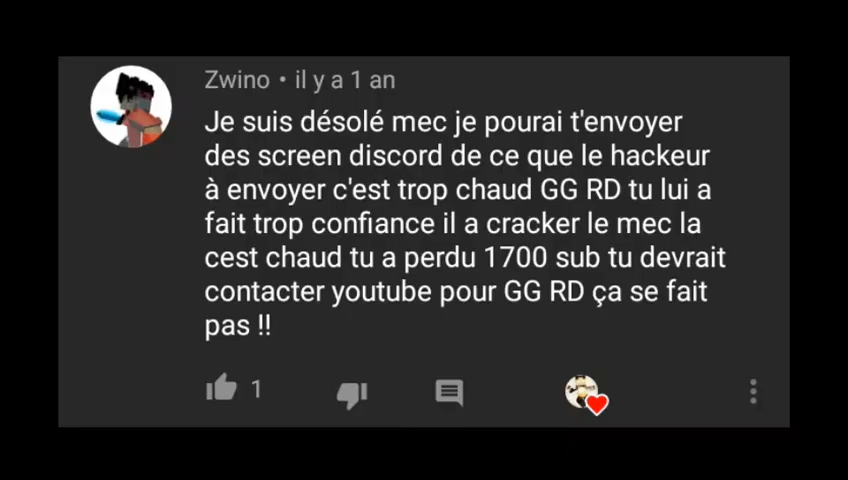 Zwino • il y a 1 an
Je suis désolé mec je pourai t'envoyer
des screen discord de ce que le hackeur
à envoyer c'est trop chaud GG RD tu lui a
fait trop confiance il a cracker le mec la
cest chaud tu a perdu 1700 sub tu devrait
contacter youtube pour GG RD ça se fait
pas !!
1